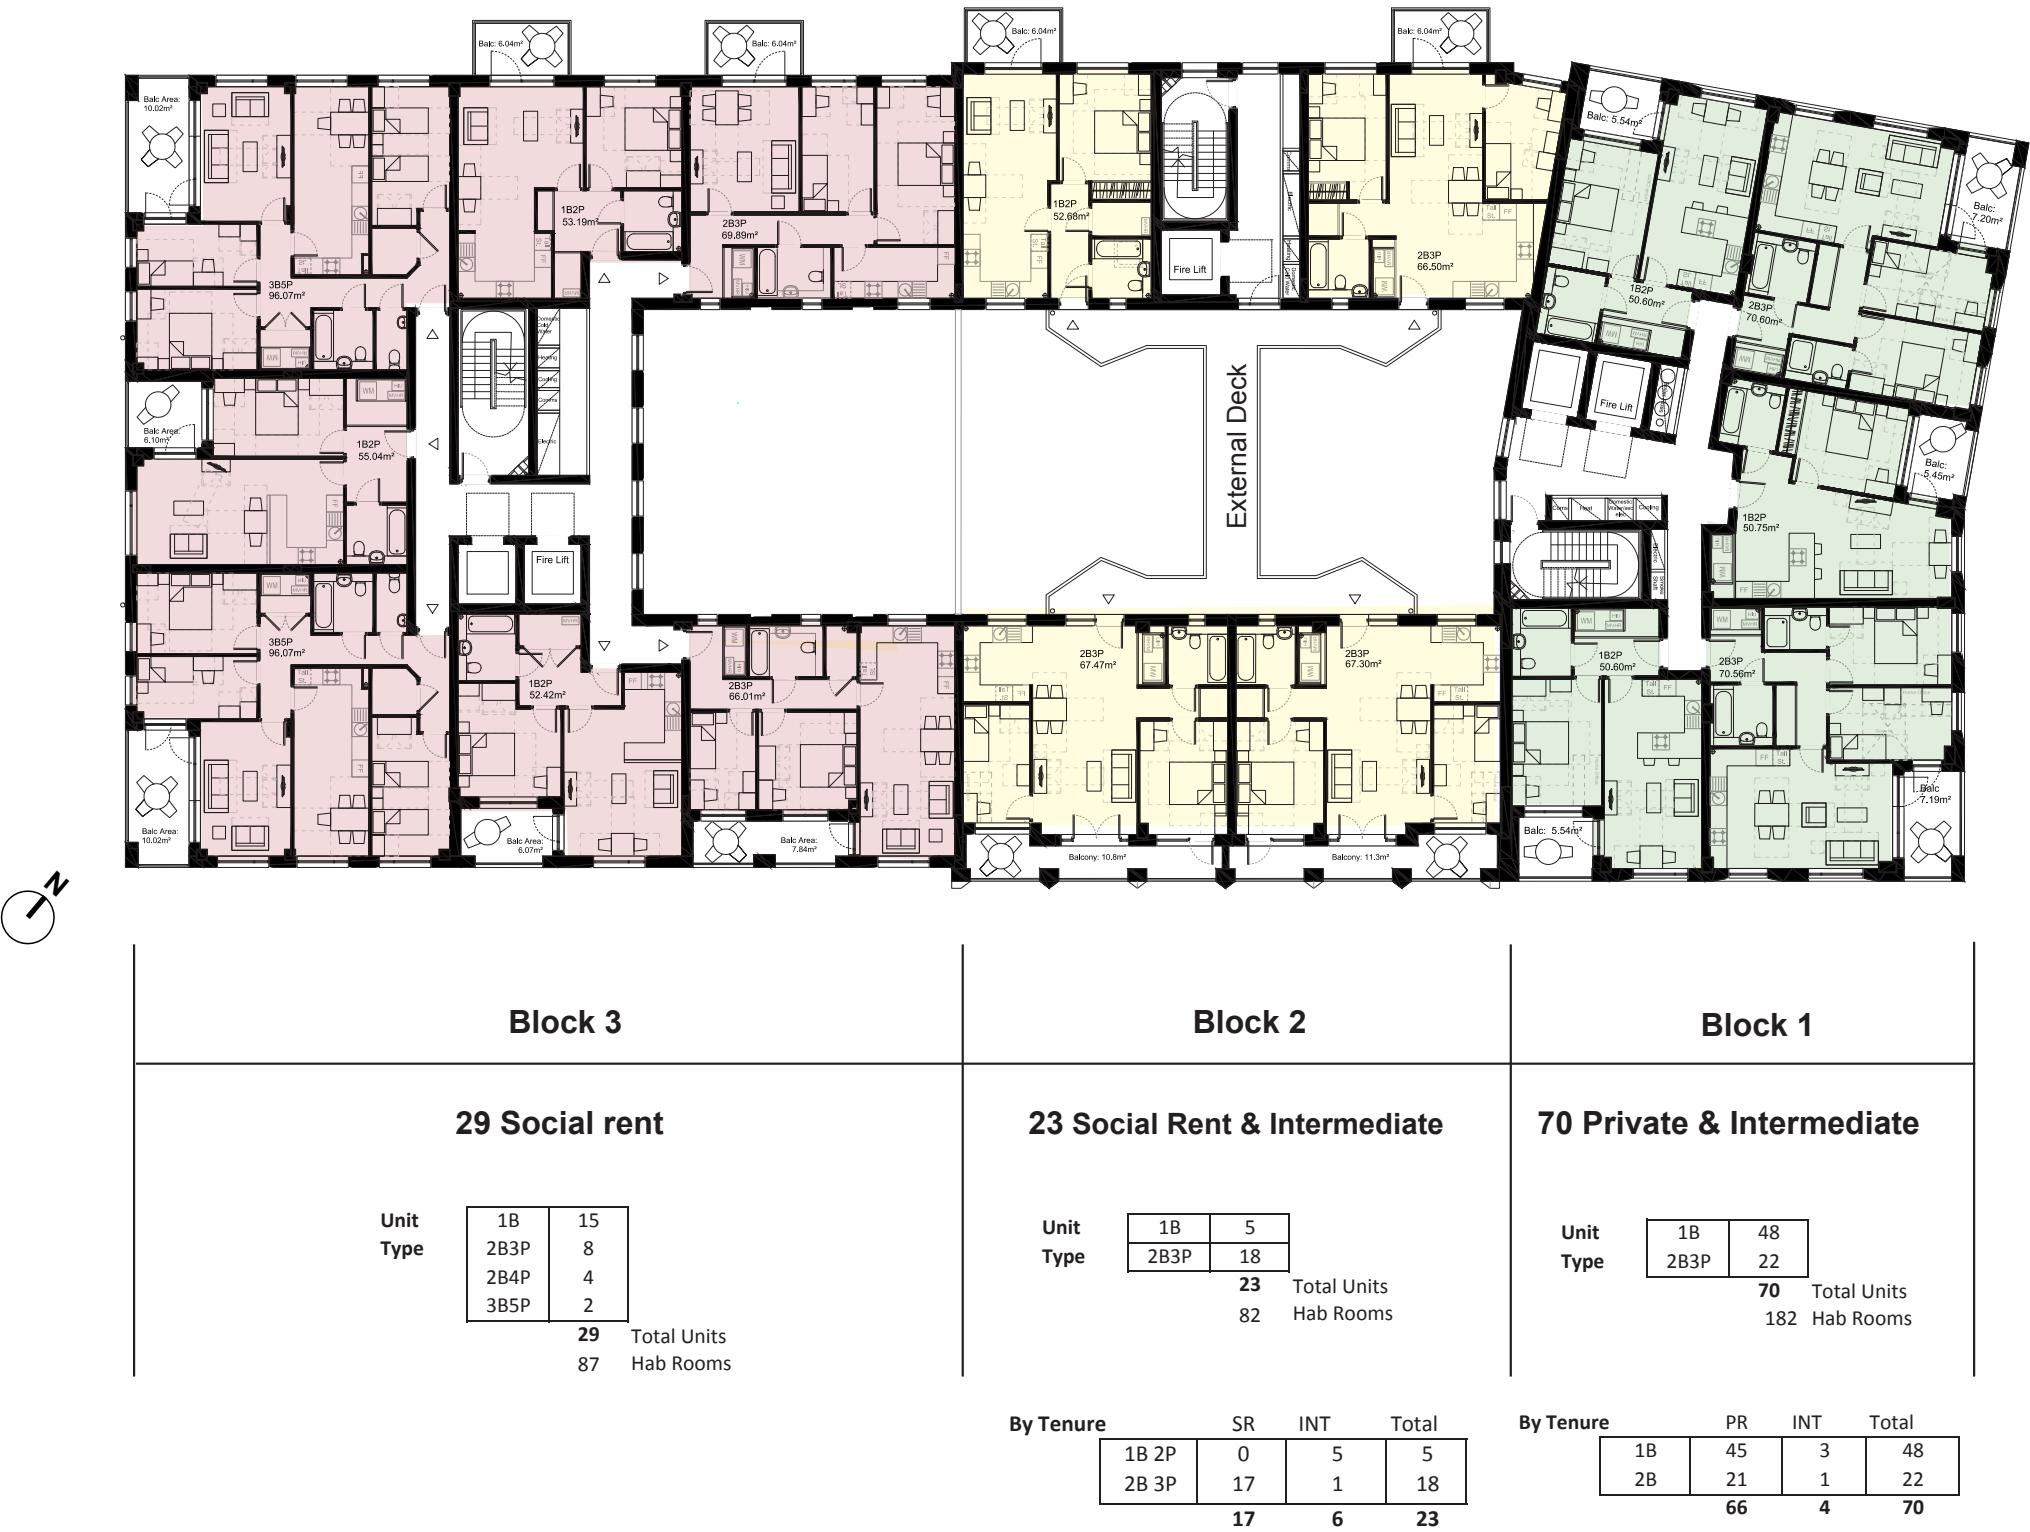 Balc: 6.04m²
Balc: 6.04m²
Balc: 6.04m²
Balc: 6.04m²
Balc Area:
10.02m²
Balc: 5.54m²
Balc:
7.20m²
1B2P
53.19m²
2B3P
69.89m²
1B2P
52.68m²
2B3P
66.50m²
Fire Lift
3B5P
96.07m²
1B2P
50.60m²
2B3P
70.60m²
Domestic
Cold
Water
Heating
Cooling
Comms
Electric
Balc Area:
6.10m²
1B2P
55.04m²
External Deck
Fire Lift
Balc:
5.45m²
1B2P
50.75m²
Coms
Heat
Cooling
Fire Lift
3B5P
96.07m²
1B2P
52.42m²
2B3P
66.01m²
2B3P
67.47m²
2B3P
67.30m²
1B2P
50.60m²
2B3P
70.56m²
Balc Area:
10.02m²
Balc Area:
6.07m²
Balc Area:
7.84m²
Balcony: 10.8m²
Balcony: 11.3m²
Balc: 5.54m²
Balc
7.19m²
N
Block 3
Block 2
Block 1
29 Social rent
23 Social Rent & Intermediate
70 Private & Intermediate
Unit
Type
1B 15
2B3P 8
2B4P 4
3B5P 2
29 Total Units
87 Hab Rooms
Unit
Type
1B 5
2B3P 18
23 Total Units
82 Hab Rooms
Unit
Type
1B 48
2B3P 22
70 Total Units
182 Hab Rooms
By Tenure SR INT Total
1B 2P 0 5 5
2B 3P 17 1 18
17 6 23
By Tenure PR INT Total
1B 45 3 48
2B 21 1 22
66 4 70